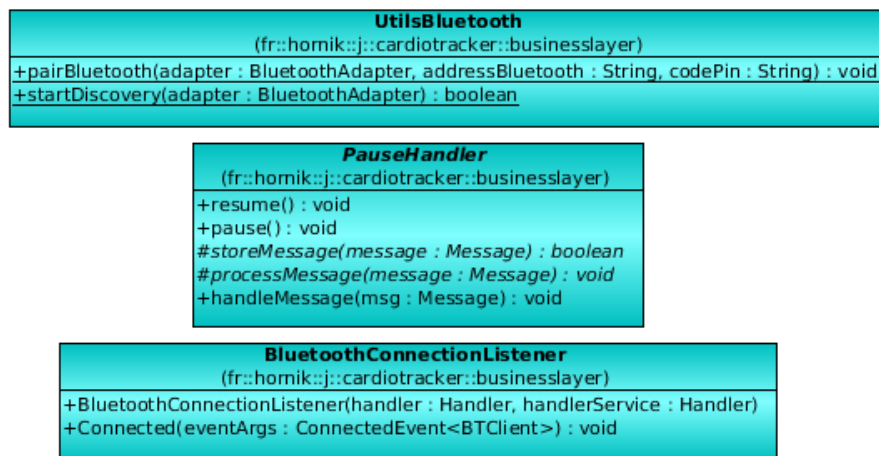 UtilsBluetooth
(fr::hornik::j::cardiotracker::businesslayer)
+pairBluetooth(adapter : BluetoothAdapter, addressBluetooth : String, codePin : String) : void
+startDiscovery(adapter : BluetoothAdapter) : boolean
PauseHandler
(fr::hornik::j::cardiotracker::businesslayer)
+resume() : void
+pause() : void
#storeMessage(message : Message) : boolean
#processMessage(message : Message) : void
+handleMessage(msg : Message) : void
BluetoothConnectionListener
(fr::hornik::j::cardiotracker::businesslayer)
+BluetoothConnectionListener(handler : Handler, handlerService : Handler)
+Connected(eventArgs : ConnectedEvent<BTClient>) : void